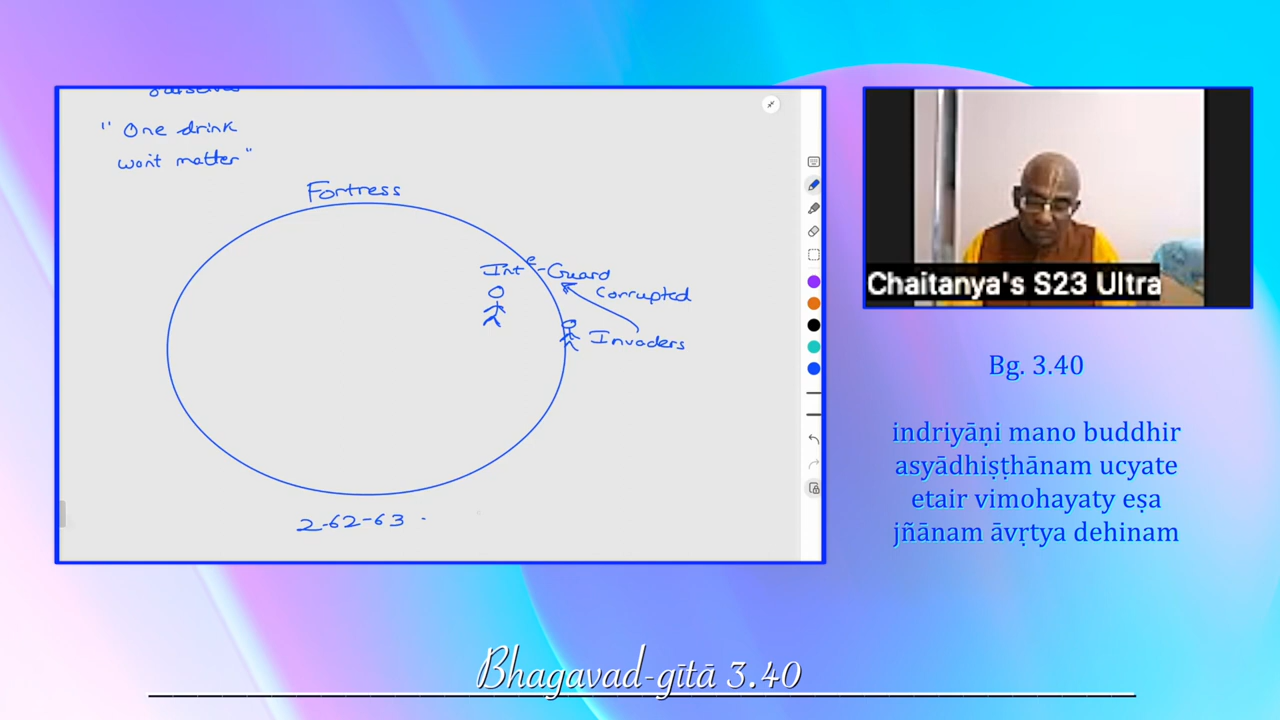 " One drink
won't matter "
Fortress
Int e - Guard
Corrupted
Invaders
2-62-63
Chaitanya's S23 Ultra
Bg. 3.40
indriyāṇi mano buddhir
asyādhiṣṭhānam ucyate
etair vimohayaty eṣa
jñānam āvṛtya dehinam
Bhagavad-gītā 3.40